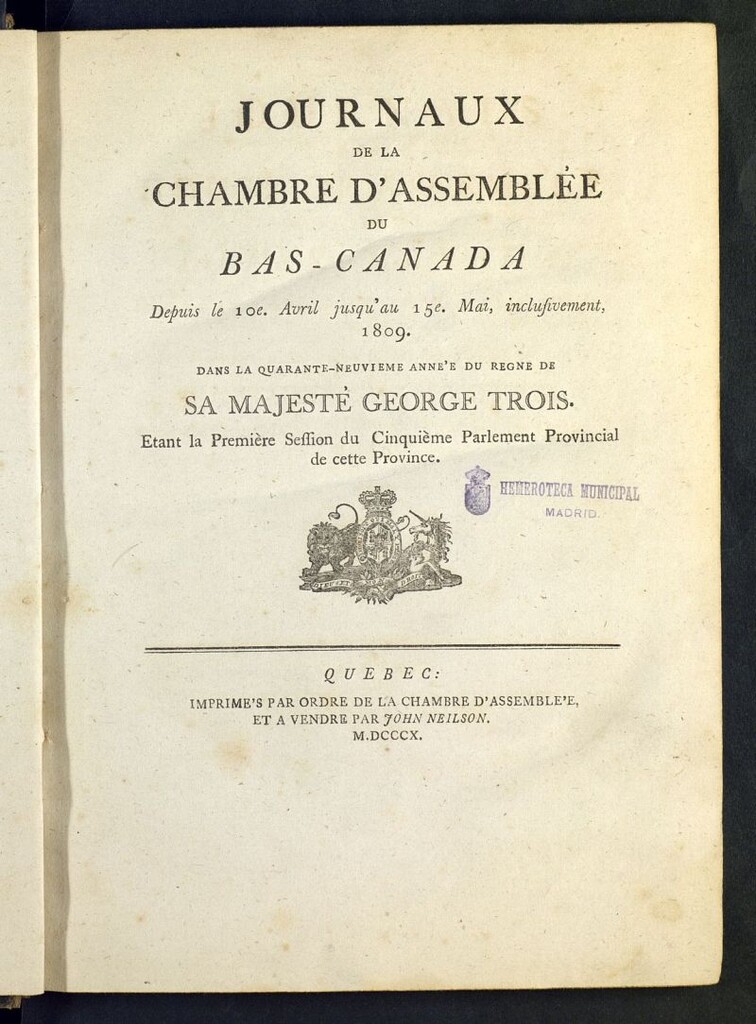 JOURNAUX
DE LA
CHAMBRE D'ASSEMBLÉE
DU
BAS-CANADA
Depuis le 10e. Avril jusqu'au 15e. Mai, incluſivement,
1809.
DANS LA QUARANTE-NEUVIEME ANNE'E DU REGNE DE
SA MAJESTÉ GEORGE TROIS.
Etant la Première Seſſion du Cinquième Parlement Provincial
de cette Province.
HEMEROTECA MUNICIPAL
MADRID.
QUEBEC:
IMPRIME'S PAR ORDRE DE LA CHAMBRE D'ASSEMBLE'E,
ET A VENDRE PAR JOHN NEILSON.
M.DCCCX.